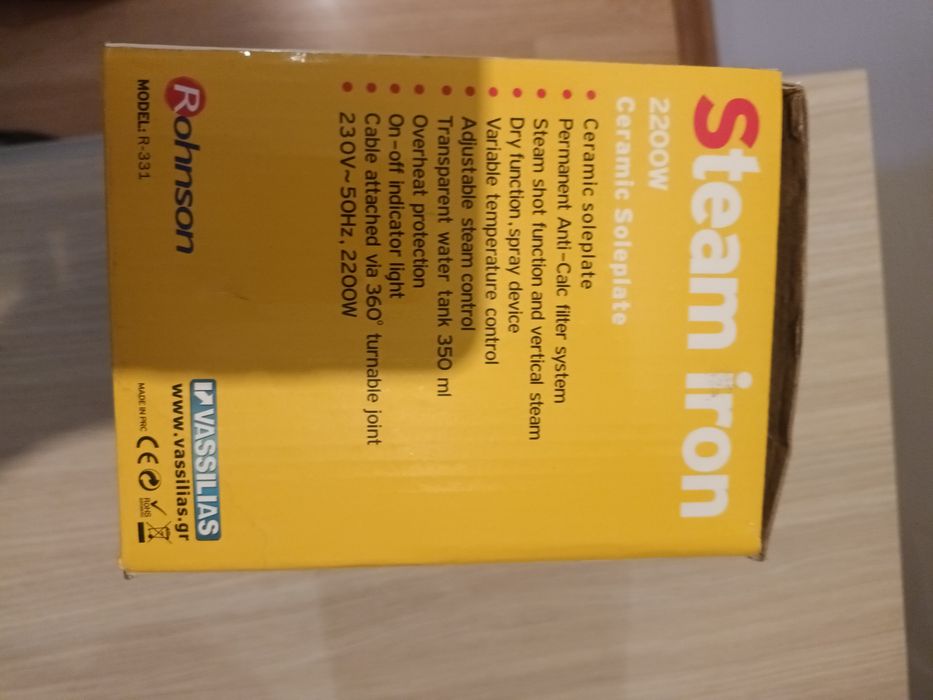 Steam iron
2200W
Ceramic Soleplate
Ceramic soleplate
Permanent Anti-Calc filter system
Steam shot function and vertical steam
Dry function, spray device
Variable temperature control
Adjustable steam control
Transparent water tank 350 ml
Overheat protection
On-off indicator light
Cable attached via 360° turnable joint
230V~50Hz, 2200W
Rohnson
MODEL: R-331
VASSILIAS
www.vassilias.gr
MADE IN PRC CE
ROHS